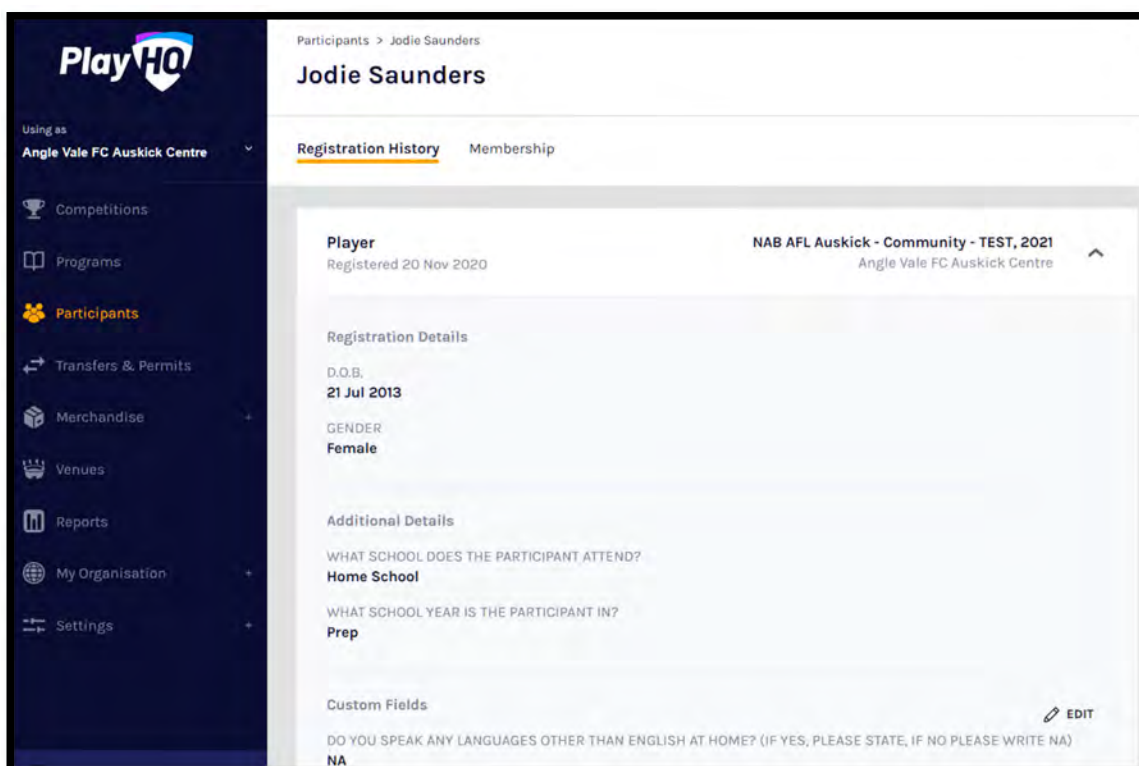 PlayHQ
Using as
Angle Vale FC Auskick Centre
Competitions
Programs
Participants
Transfers & Permits
Merchandise +
Venues
Reports
My Organisation +
Settings +
Participants > Jodie Saunders
Jodie Saunders
Registration History Membership
Player
Registered 20 Nov 2020
NAB AFL Auskick - Community - TEST, 2021
Angle Vale FC Auskick Centre
Registration Details
D.O.B.
21 Jul 2013
GENDER
Female
Additional Details
WHAT SCHOOL DOES THE PARTICIPANT ATTEND?
Home School
WHAT SCHOOL YEAR IS THE PARTICIPANT IN?
Prep
Custom Fields
EDIT
DO YOU SPEAK ANY LANGUAGES OTHER THAN ENGLISH AT HOME? (IF YES, PLEASE STATE, IF NO PLEASE WRITE NA)
NA